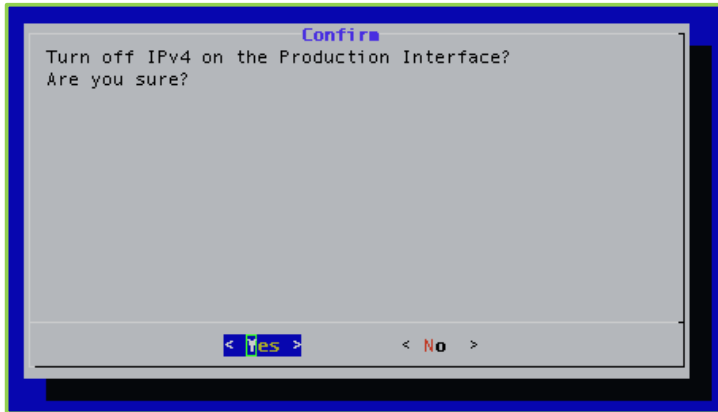 Confirm
Turn off IPv4 on the Production Interface?
Are you sure?
< Yes > < No >